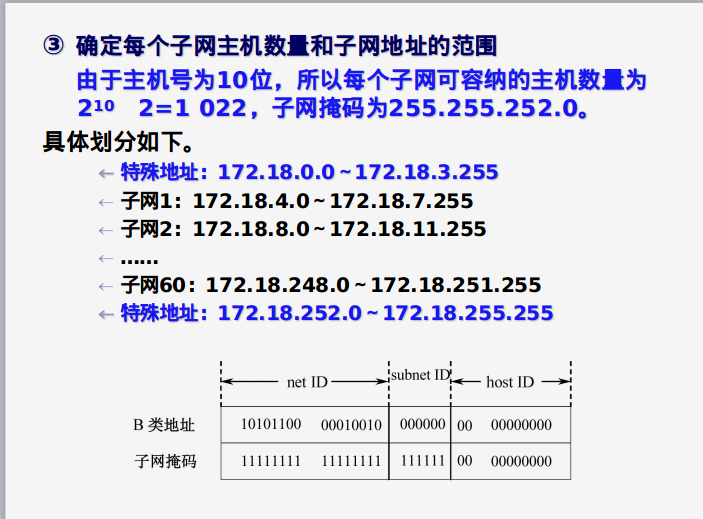 ③ 确定每个子网主机数量和子网地址的范围
由于主机号为10位，所以每个子网可容纳的主机数量为
2¹⁰ 2=1 022，子网掩码为255.255.252.0。
具体划分如下。
← 特殊地址：172.18.0.0～172.18.3.255
← 子网1：172.18.4.0～172.18.7.255
← 子网2：172.18.8.0～172.18.11.255
← ……
← 子网60：172.18.248.0～172.18.251.255
← 特殊地址：172.18.252.0～172.18.255.255
net ID subnet ID host ID
B 类地址 10101100 00010010 000000 00 00000000
子网掩码 11111111 11111111 111111 00 00000000